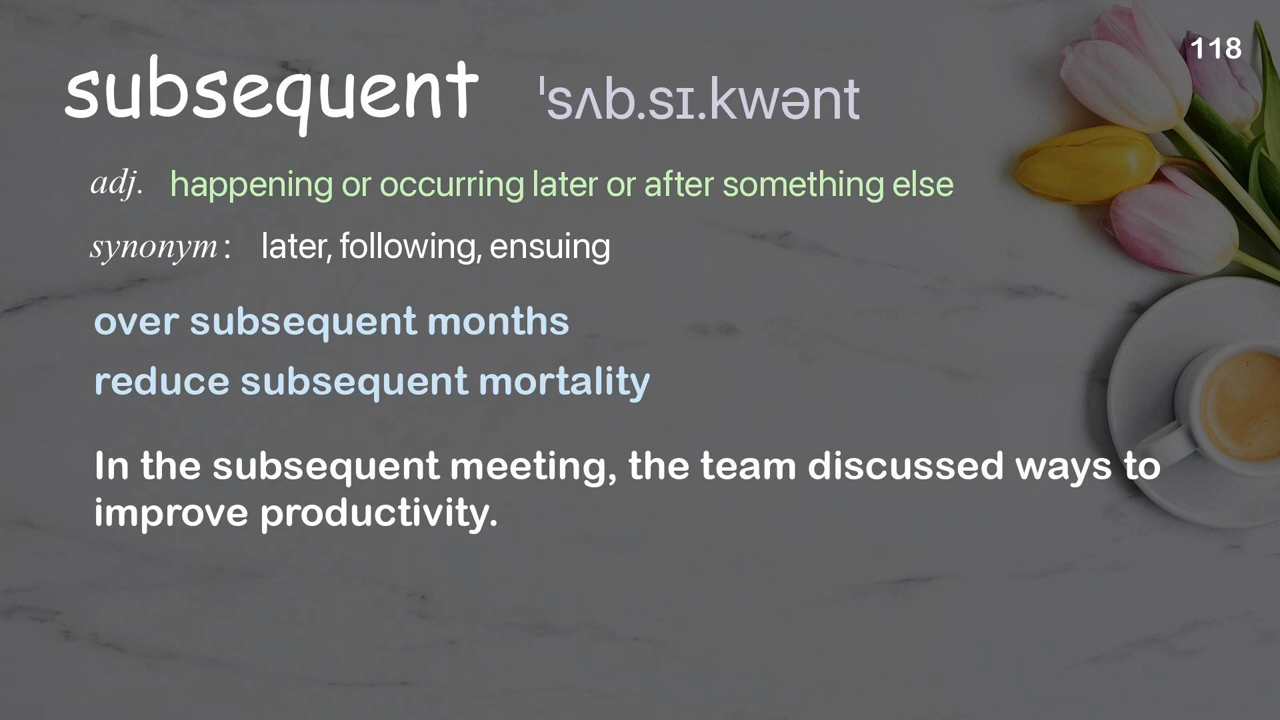 118
subsequent ˈsʌb.sɪ.kwənt
adj. happening or occurring later or after something else
synonym: later, following, ensuing
over subsequent months
reduce subsequent mortality
In the subsequent meeting, the team discussed ways to
improve productivity.